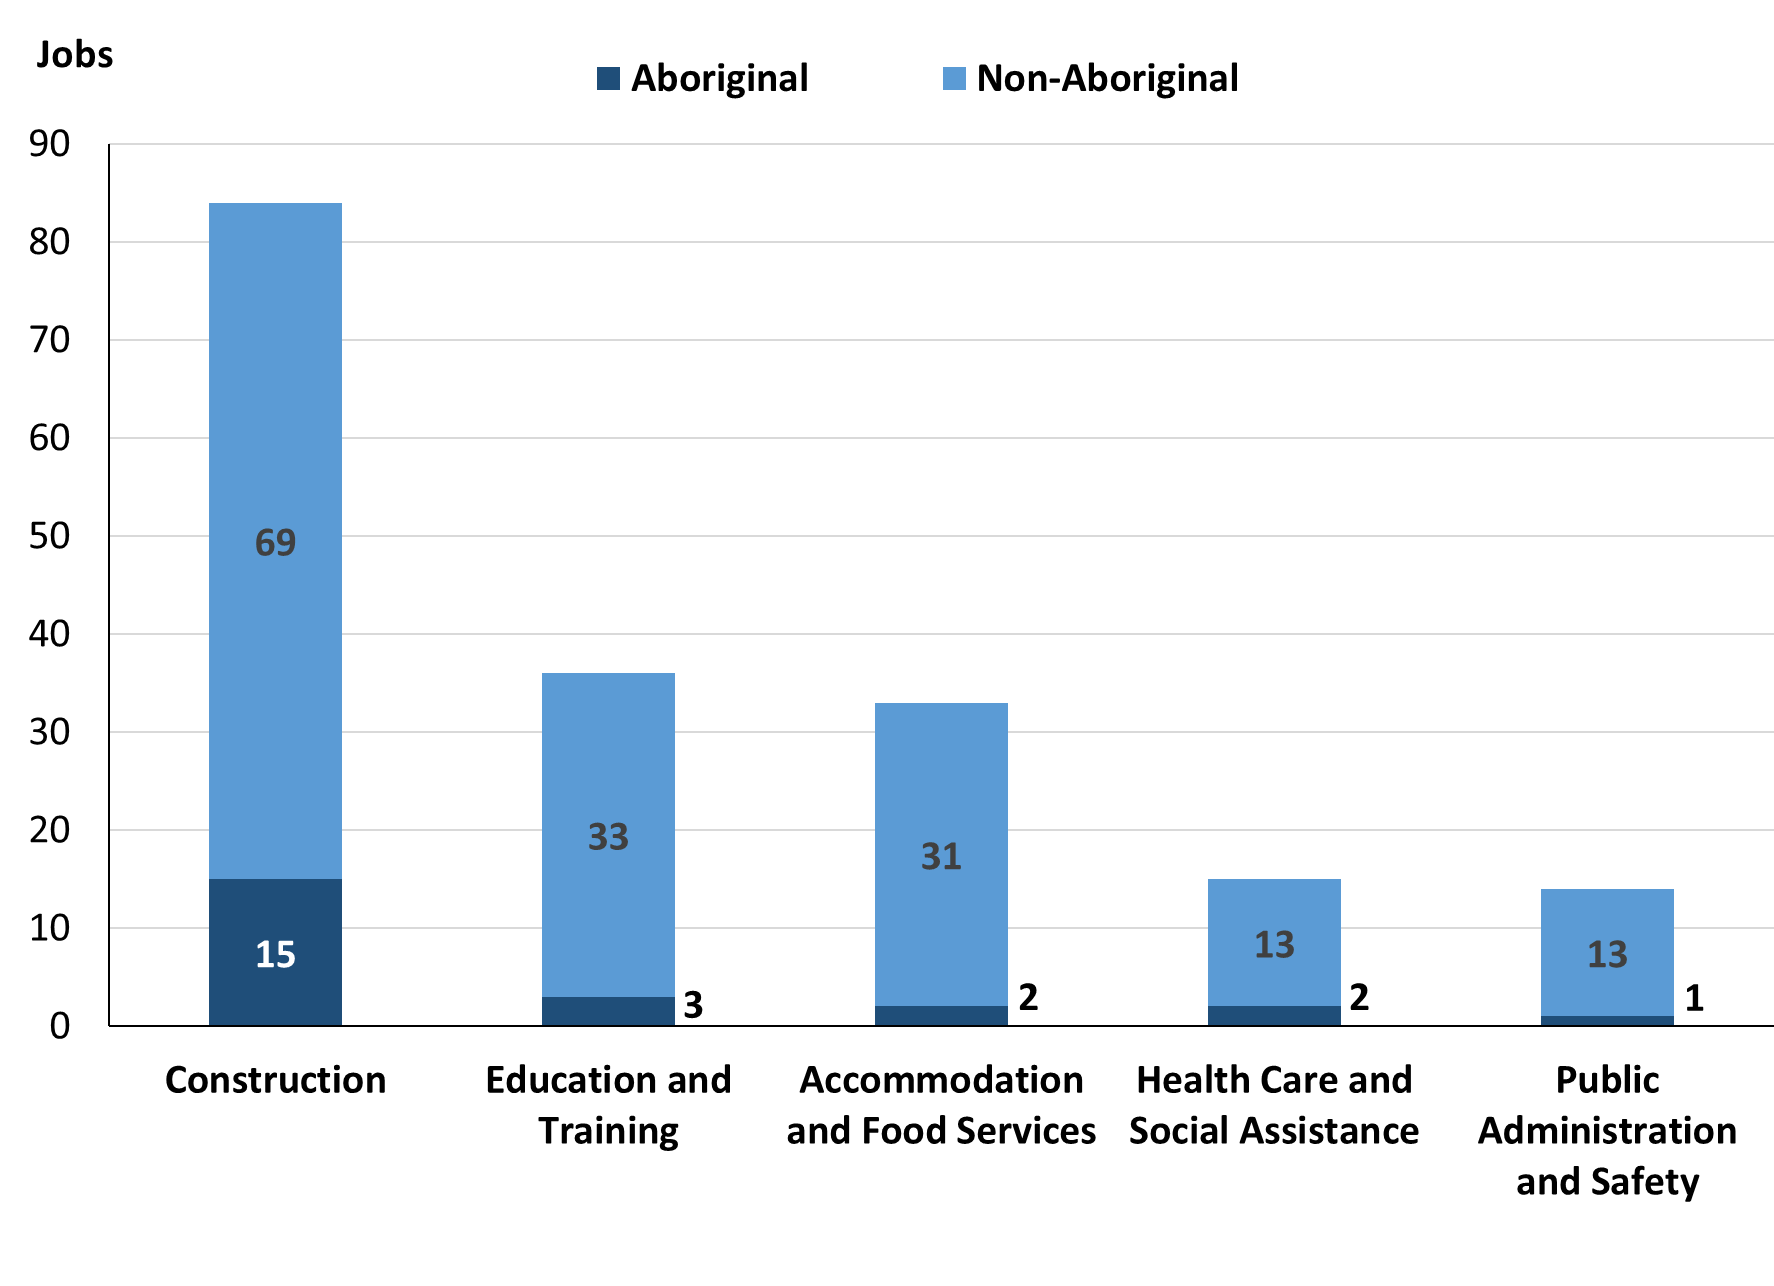 Jobs
Aboriginal
Non-Aboriginal
90
80
70
60
50
40
30
20
10
0
69
15
33
3
31
2
13
2
13
1
Construction
Education and
Training
Accommodation
and Food Services
Health Care and
Social Assistance
Public
Administration
and Safety